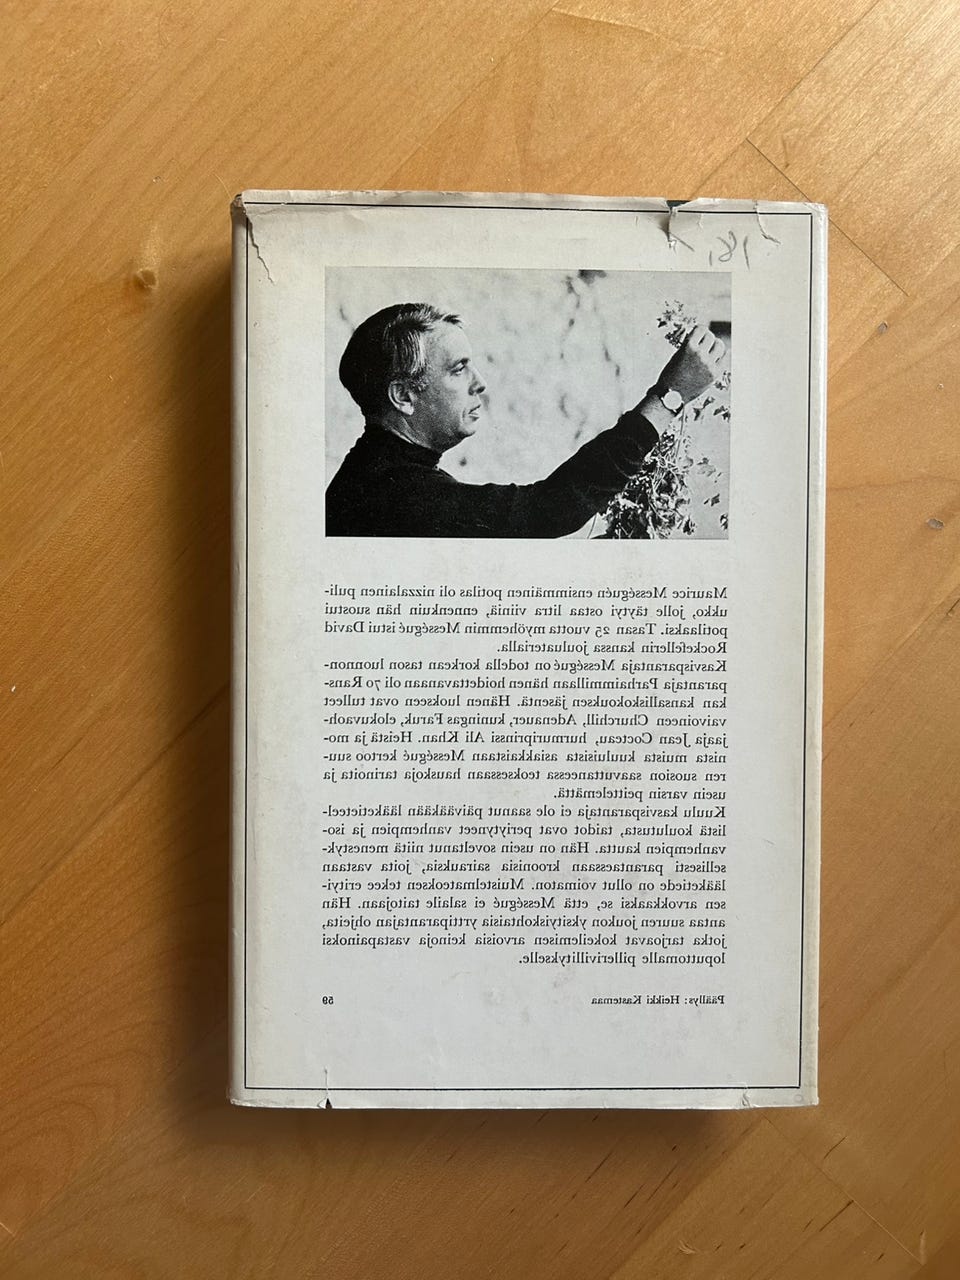 181,
Maurice Mességuén ensimmäinen potilas oli nizzalainen puli-
ukko, jolle täytyi ostaa litra viiniä, ennenkuin hän suostui
potilaaksi. Tasan 25 vuotta myöhemmin Mességué istui David
Rockefellerin kanssa jouluaterialla.
Kasvisparantaja Mességué on todella korkean tason luonnon-
parantaja Parhaimmillaan hänen hoidettavanaan oli 70 Rans-
kan kansalliskokouksen jäsentä. Hänen luokseen ovat tulleet
vaivoineen Churchill, Adenauer, kuningas Faruk, elokuvaoh-
jaaja Jean Cocteau, hurmuriprinssi Ali Khan. Heistä ja mo-
nista muista kuuluisista asiakkaistaan Mességué kertoo suu-
ren suosion saavuttaneessa teoksessaan hauskoja tarinoita ja
usein varsin peittelemättä.
Kuulu kasvisparantaja ei ole saanut päivääkään lääketieteel-
listä koulutusta, taidot ovat periytyneet vanhempien ja iso-
vanhempien kautta. Hän on usein soveltanut niitä menestyk-
sellisesti parantaessaan kroonisia sairauksia, joita vastaan
lääketiede on ollut voimaton. Muistelmateoksen tekee erityi-
sen arvokkaaksi se, että Mességué ei salaile taitojaan. Hän
antaa suuren joukon yksityiskohtaisia yrttiparantajan ohjeita,
jotka tarjoavat kokeilemisen arvoisia keinoja vastapainoksi
loputtomalle pillerivillitykselle.
Päällys: Heikki Kastemaa 59